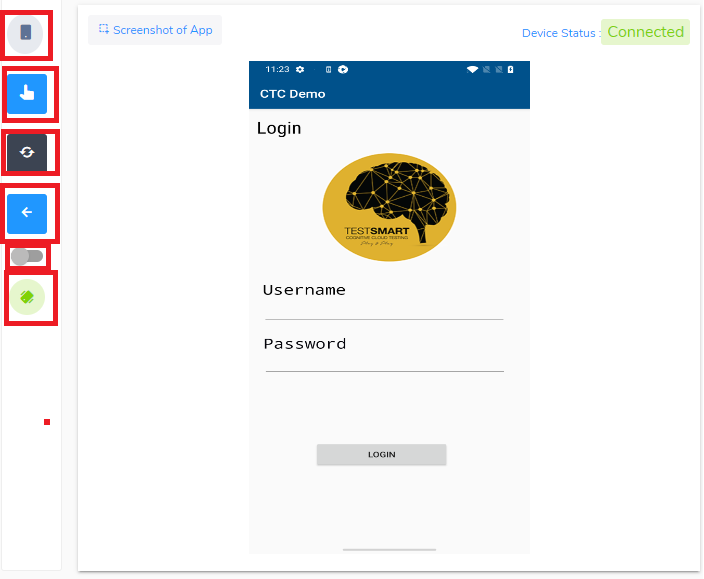 Screenshot of App
Device Status : Connected
11:23
CTC Demo
Login
TESTSMART
COGNITIVE CLOUD TESTING
Username
Password
LOGIN